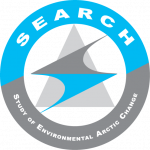 SEARCH
STUDY OF ENVIRONMENTAL ARCTIC CHANGE